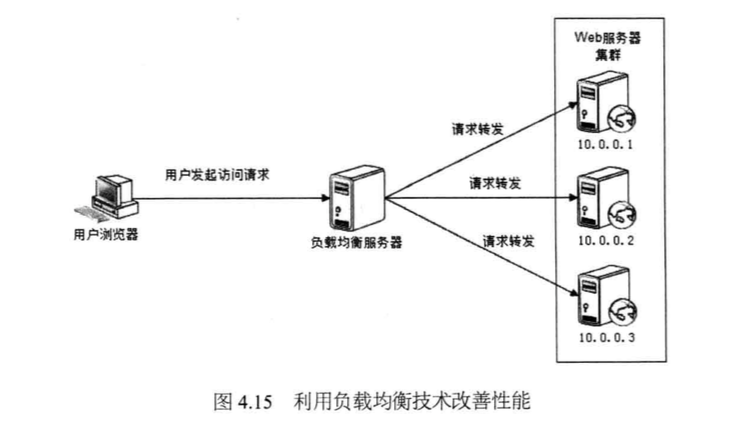 Web服务器
集群
请求转发
10.0.0.1
用户发起访问请求
请求转发
用户浏览器
负载均衡服务器
10.0.0.2
请求转发
10.0.0.3
图 4.15 利用负载均衡技术改善性能